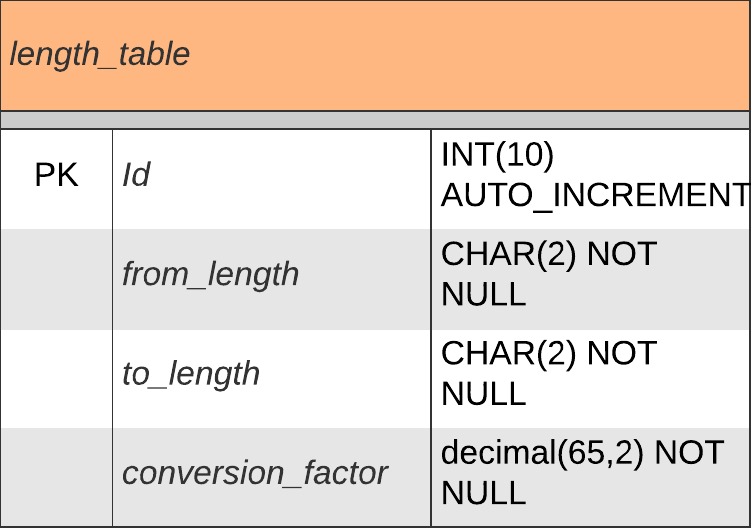 length_table
PK Id INT(10)
AUTO_INCREMENT
from_length CHAR(2) NOT
NULL
to_length CHAR(2) NOT
NULL
conversion_factor decimal(65,2) NOT
NULL